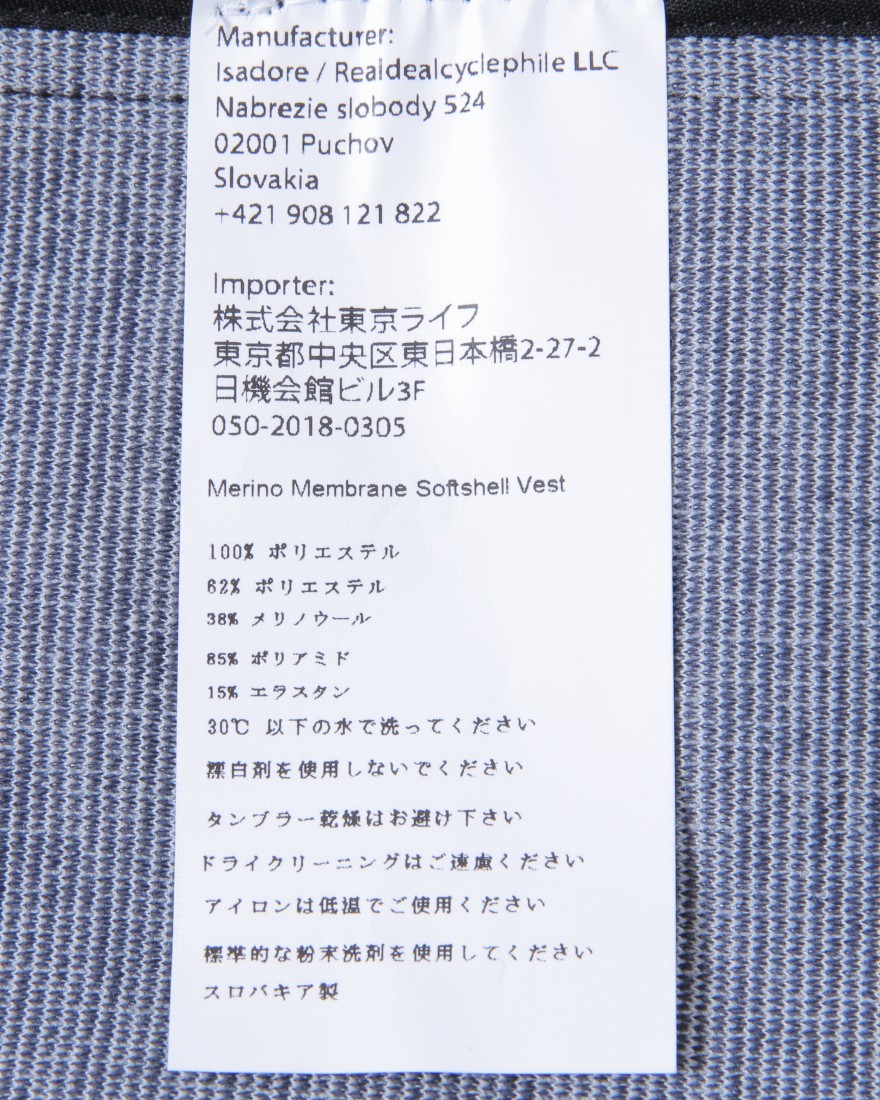 Manufacturer:
Isadore / Realdealcyclephile LLC
Nabrezie slobody 524
02001 Puchov
Slovakia
+421 908 121 822
Importer:
株式会社東京ライフ
東京都中央区東日本橋2-27-2
日機会館ビル3F
050-2018-0305
Merino Membrane Softshell Vest
100% ポリエステル
62% ポリエステル
38% メリノウール
85% ポリアミド
15% エラスタン
30℃ 以下の水で洗ってください
漂白剤を使用しないでください
タンブラー乾燥はお避け下さい
ドライクリーニングはご遠慮ください
アイロンは低温でご使用ください
標準的な粉末洗剤を使用してください
スロバキア製